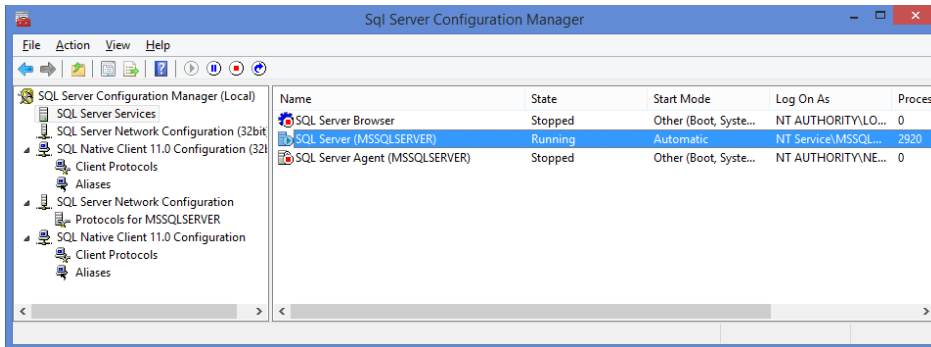 Sql Server Configuration Manager
File Action View Help
SQL Server Configuration Manager (Local)
SQL Server Services
SQL Server Network Configuration (32bit
SQL Native Client 11.0 Configuration (32b
Client Protocols
Aliases
SQL Server Network Configuration
Protocols for MSSQLSERVER
SQL Native Client 11.0 Configuration
Client Protocols
Aliases
Name State Start Mode Log On As Proces
SQL Server Browser Stopped Other (Boot, Syste... NT AUTHORITY\LO... 0
SQL Server (MSSQLSERVER) Running Automatic NT Service\MSSQL... 2920
SQL Server Agent (MSSQLSERVER) Stopped Other (Boot, Syste... NT AUTHORITY\NE... 0